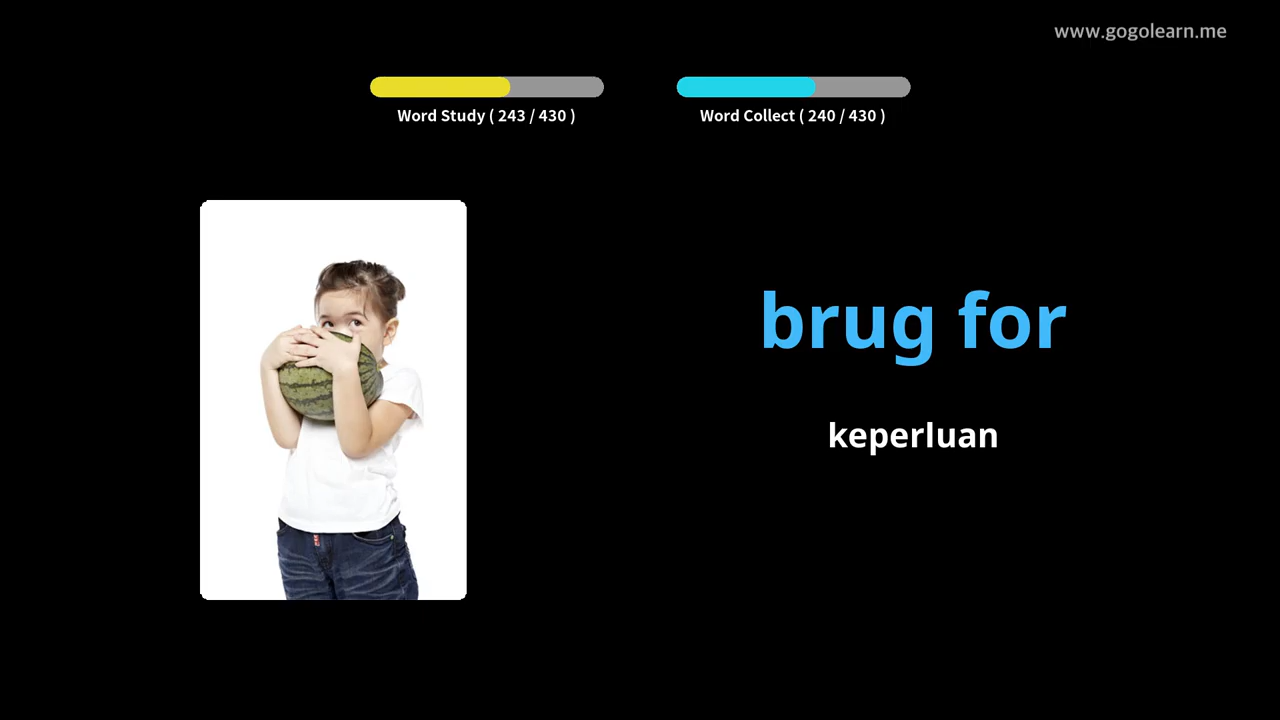 www.gogolearn.me
Word Study ( 243 / 430 )
Word Collect ( 240 / 430 )
brug for
keperluan